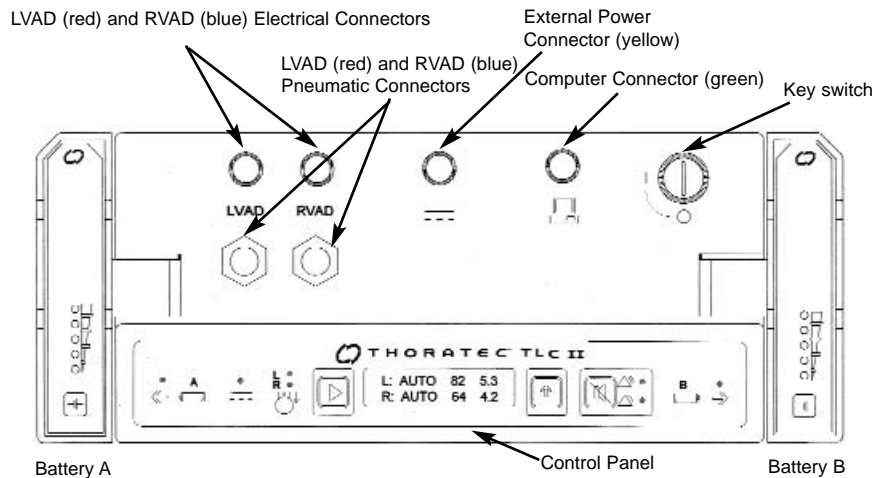 LVAD (red) and RVAD (blue) Electrical Connectors
External Power
Connector (yellow)
LVAD (red) and RVAD (blue)
Pneumatic Connectors
Computer Connector (green)
Key switch
LVAD
RVAD
THORATEC TLC II
A
L
R
L: AUTO 82 5.3
R: AUTO 64 4.2
B
Battery A
Control Panel
Battery B